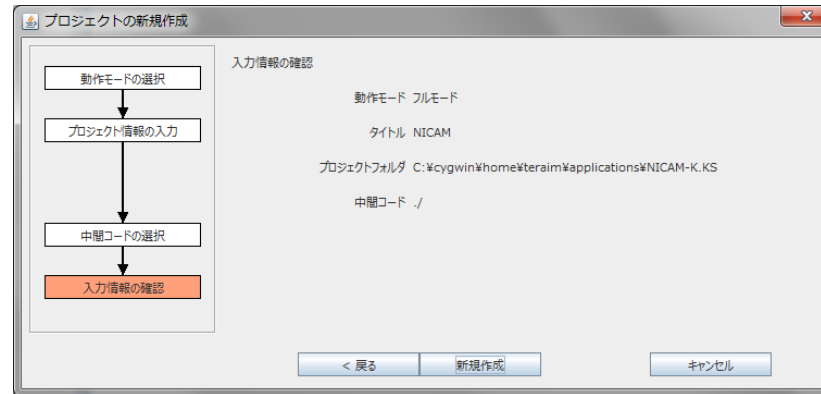 プロジェクトの新規作成
動作モードの選択
プロジェクト情報の入力
中間コードの選択
入力情報の確認
入力情報の確認
動作モード フルモード
タイトル NICAM
プロジェクトフォルダ C:¥cygwin¥home¥teraim¥applications¥NICAM-K.KS
中間コード ./
< 戻る 新規作成 キャンセル